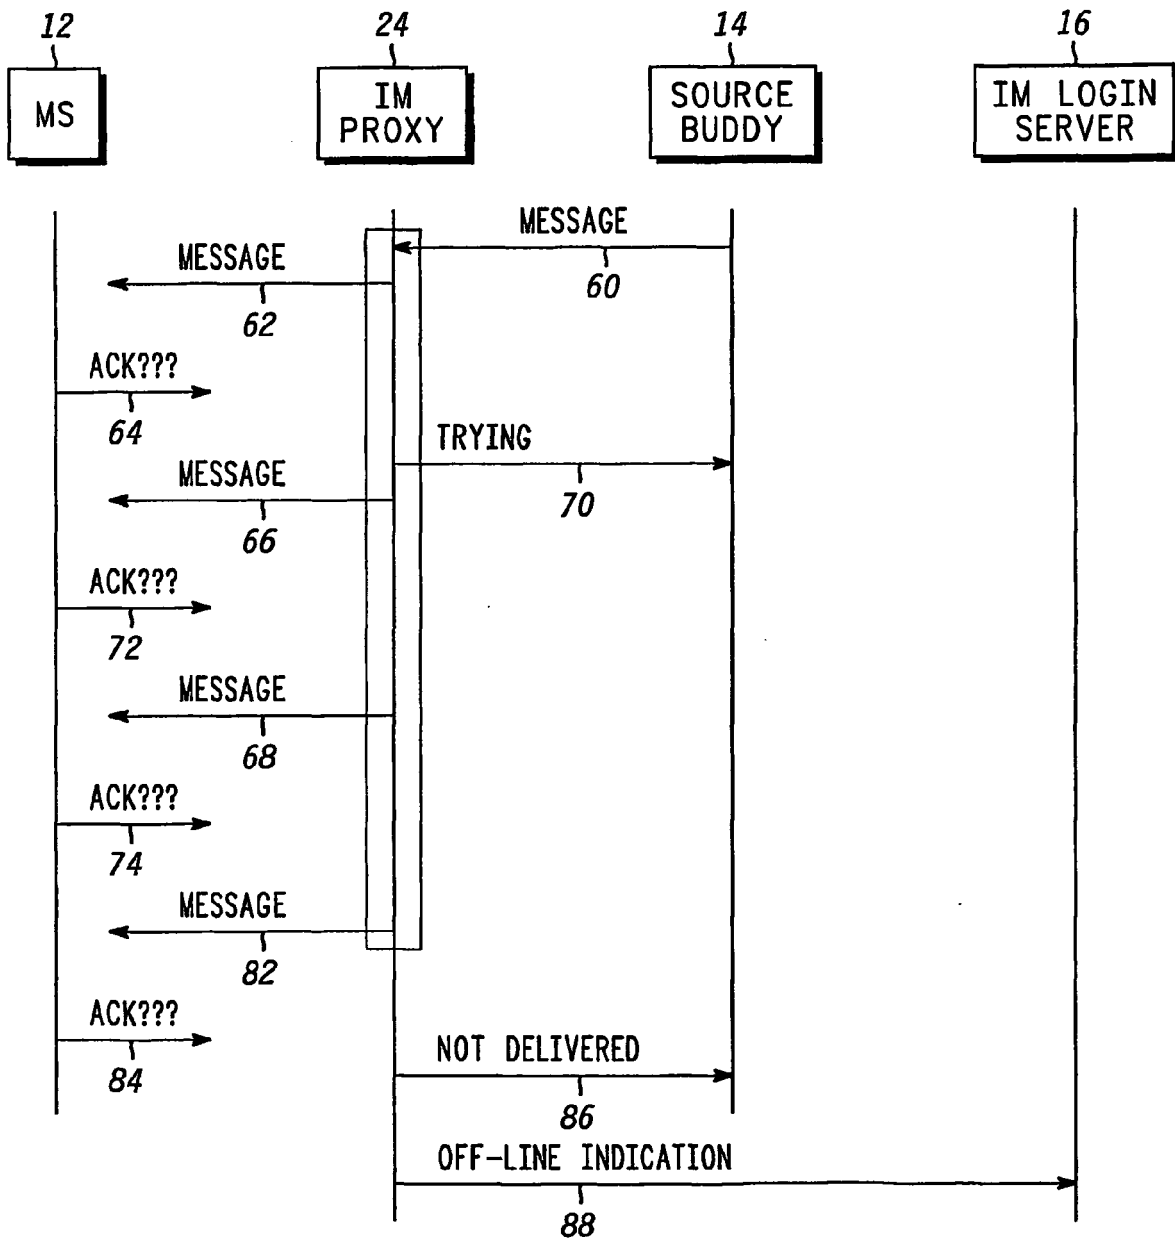 12
24
14
16
MS
IM
PROXY
SOURCE
BUDDY
IM LOGIN
SERVER
MESSAGE
60
MESSAGE
62
ACK???
64
TRYING
70
MESSAGE
66
ACK???
72
MESSAGE
68
ACK???
74
MESSAGE
82
ACK???
84
NOT DELIVERED
86
OFF-LINE INDICATION
88